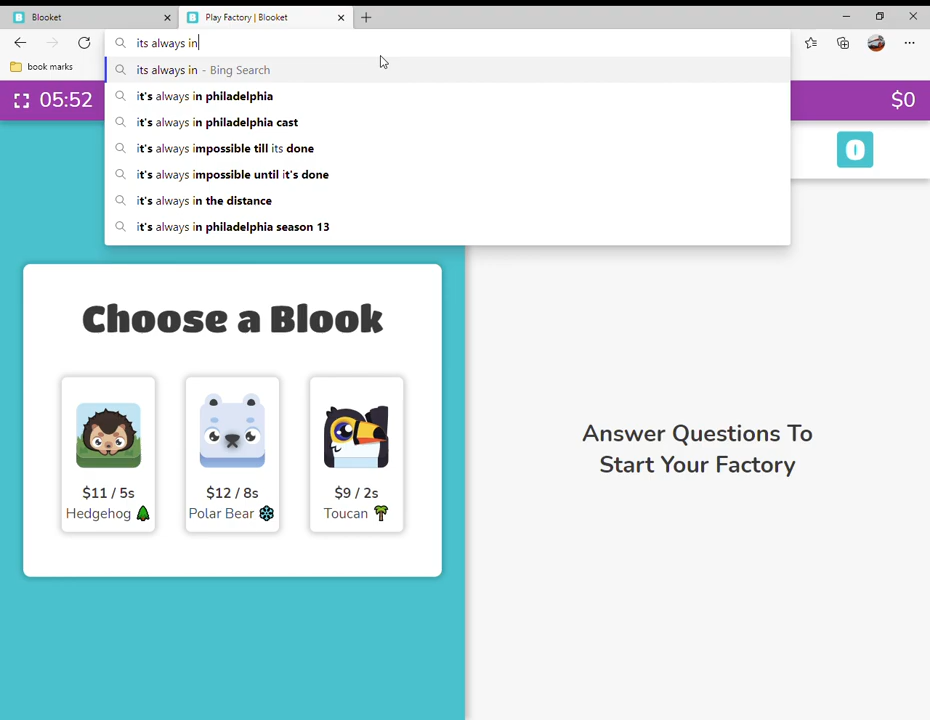 Blooket
Play Factory | Blooket
its always in
book marks
its always in - Bing Search
it's always in philadelphia
it's always in philadelphia cast
it's always impossible till its done
it's always impossible until it's done
it's always in the distance
it's always in philadelphia season 13
05:52
$0
Choose a Blook
$11 / 5s
Hedgehog
$12 / 8s
Polar Bear
$9 / 2s
Toucan
Answer Questions To
Start Your Factory